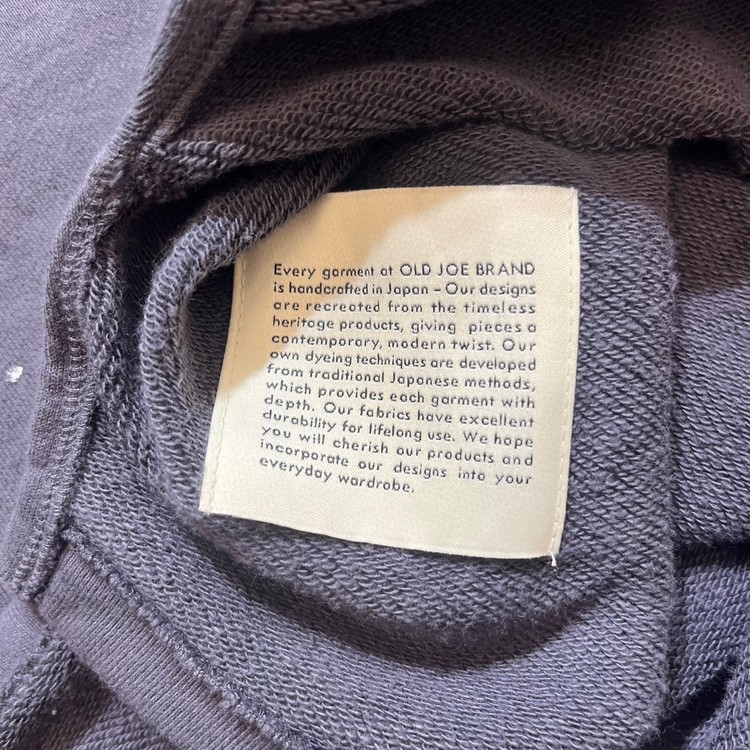 Every garment at OLD JOE BRAND
is handcrafted in Japan – Our designs
are recreated from the timeless
heritage products, giving pieces a
contemporary, modern twist. Our
own dyeing techniques are developed
from traditional Japanese methods,
which provides each garment with
depth. Our fabrics have excellent
durability for lifelong use. We hope
you will cherish our products and
incorporate our designs into your
everyday wardrobe.